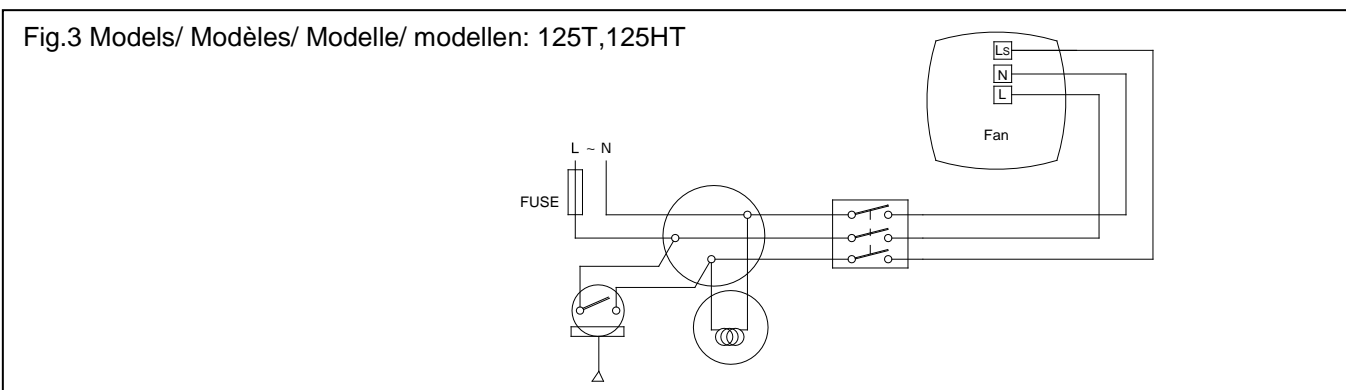 Fig.3 Models/ Modèles/ Modelle/ modellen: 125T,125HT
Ls
N
L
Fan
L ~ N
FUSE